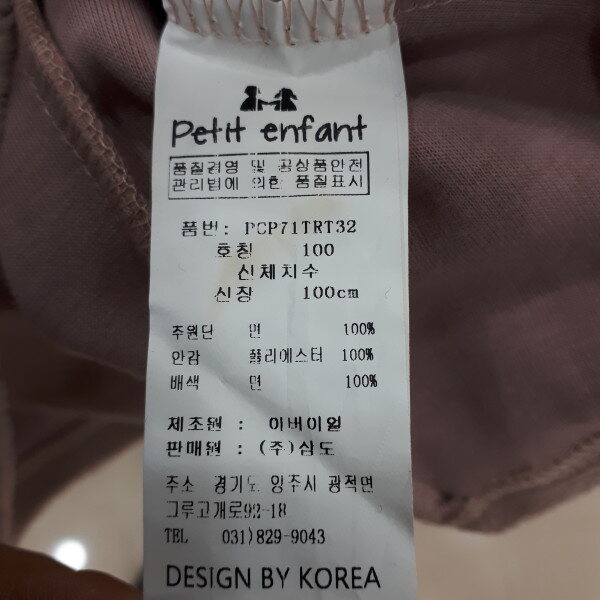 Petit enfant
품질경영 및 공상품안전
관리법에 의한 품질표시
품번: PCP71TRT32
호칭 100
신체치수
신장 100cm
추원단 면 100%
안감 폴리에스터 100%
배색 면 100%
제조원 : 이버이얼
판매원 : (주)삼도
주소 경기도 양주시 광적면
그루고개로92-18
TEL 031)829-9043
DESIGN BY KOREA